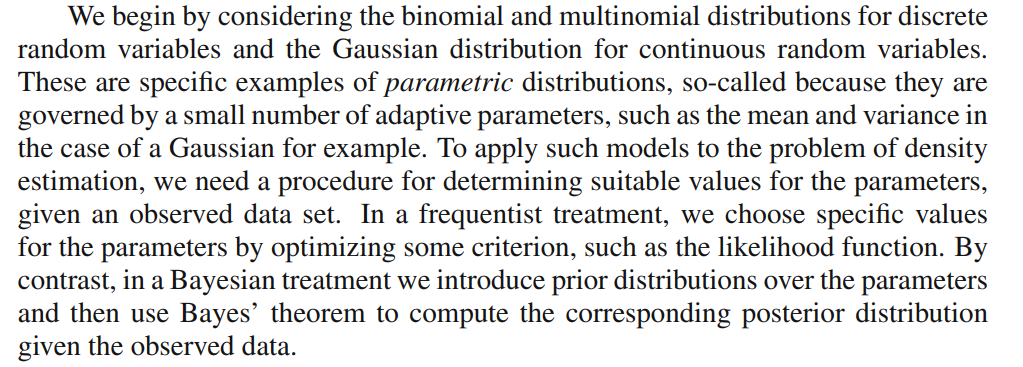 We begin by considering the binomial and multinomial distributions for discrete
random variables and the Gaussian distribution for continuous random variables.
These are specific examples of parametric distributions, so-called because they are
governed by a small number of adaptive parameters, such as the mean and variance in
the case of a Gaussian for example. To apply such models to the problem of density
estimation, we need a procedure for determining suitable values for the parameters,
given an observed data set. In a frequentist treatment, we choose specific values
for the parameters by optimizing some criterion, such as the likelihood function. By
contrast, in a Bayesian treatment we introduce prior distributions over the parameters
and then use Bayes’ theorem to compute the corresponding posterior distribution
given the observed data.